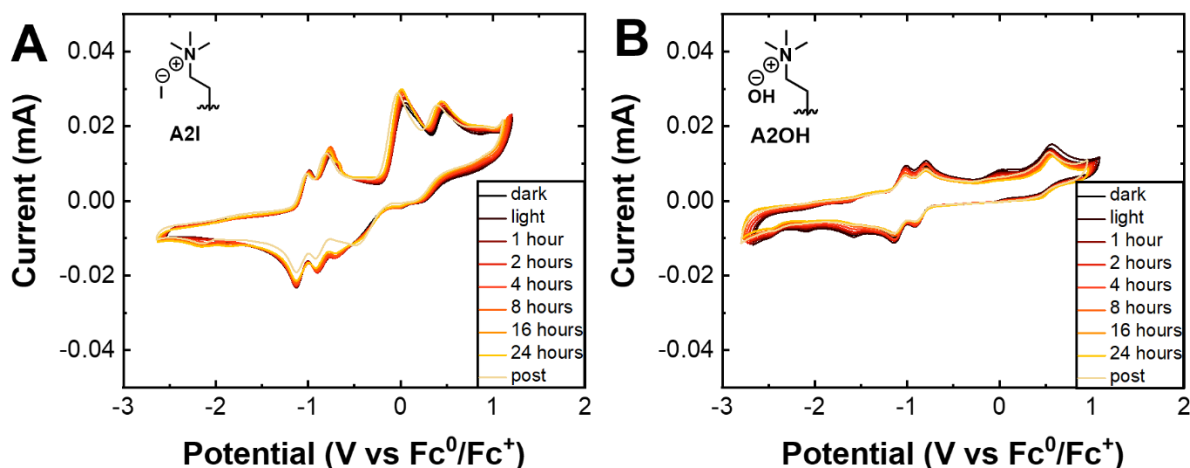 A
B
0.04
0.02
0.00
-0.02
-0.04
Current (mA)
N
⊕
⊖
I
A2I
dark
light
1 hour
2 hours
4 hours
8 hours
16 hours
24 hours
post
-3
-2
-1
0
1
2
Potential (V vs Fc⁰/Fc⁺)
0.04
0.02
0.00
-0.02
-0.04
Current (mA)
N
⊕
⊖
OH
A2OH
dark
light
1 hour
2 hours
4 hours
8 hours
16 hours
24 hours
post
-3
-2
-1
0
1
2
Potential (V vs Fc⁰/Fc⁺)